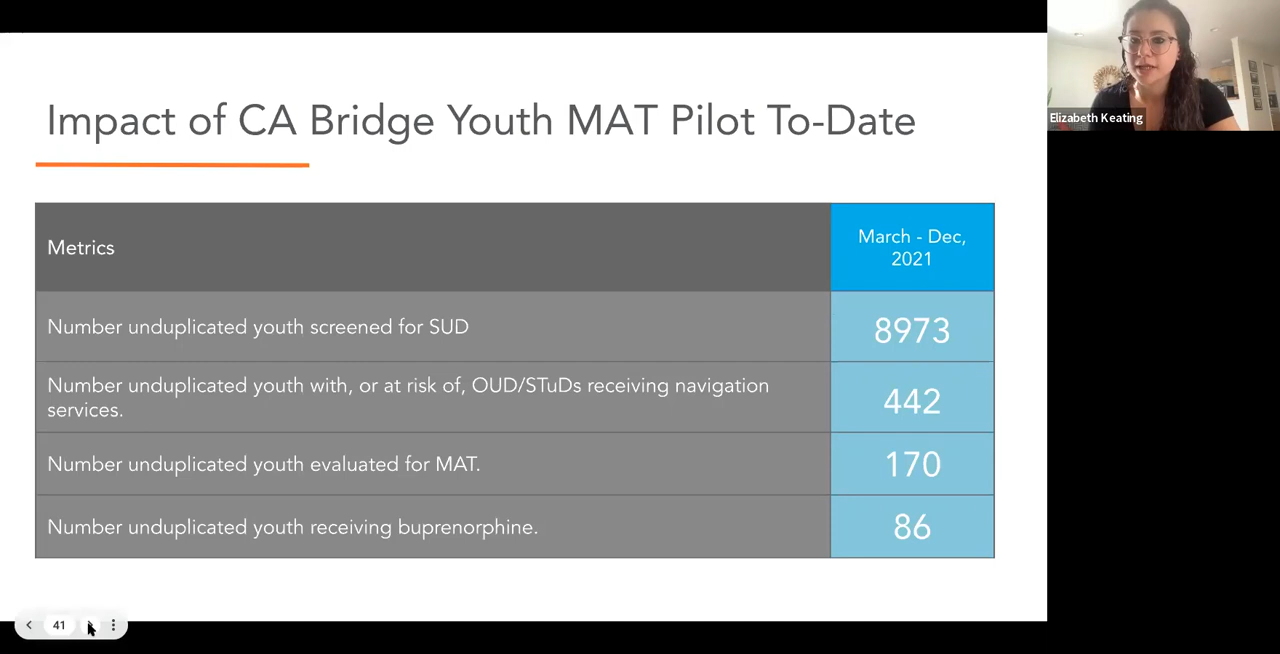 Impact of CA Bridge Youth MAT Pilot To-Date
Elizabeth Keating
Metrics
March - Dec,
2021
Number unduplicated youth screened for SUD
8973
Number unduplicated youth with, or at risk of, OUD/STuDs receiving navigation
services.
442
Number unduplicated youth evaluated for MAT.
170
Number unduplicated youth receiving buprenorphine.
86
41